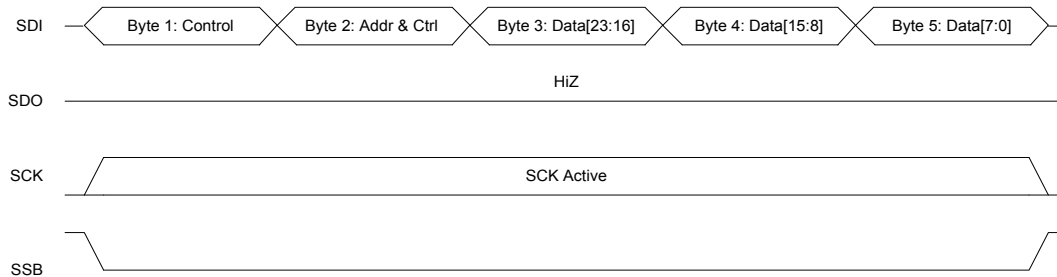 SDI Byte 1: Control Byte 2: Addr & Ctrl Byte 3: Data[23:16] Byte 4: Data[15:8] Byte 5: Data[7:0]
HiZ
SDO
SCK SCK Active
SSB